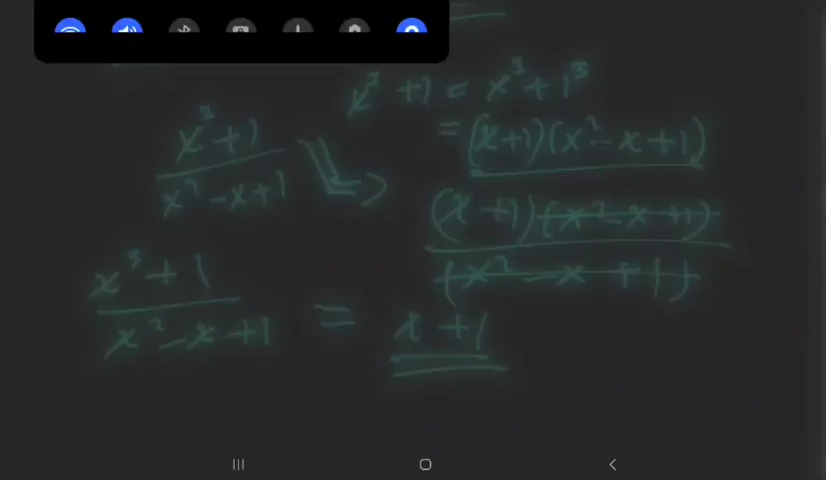 x³ + 1 = x³ + 1³
= (x+1)(x² - x + 1)
x³ + 1
x² - x + 1
(x + 1)(x² - x + 1)
(x² - x + 1)
x³ + 1
x² - x + 1
= x + 1